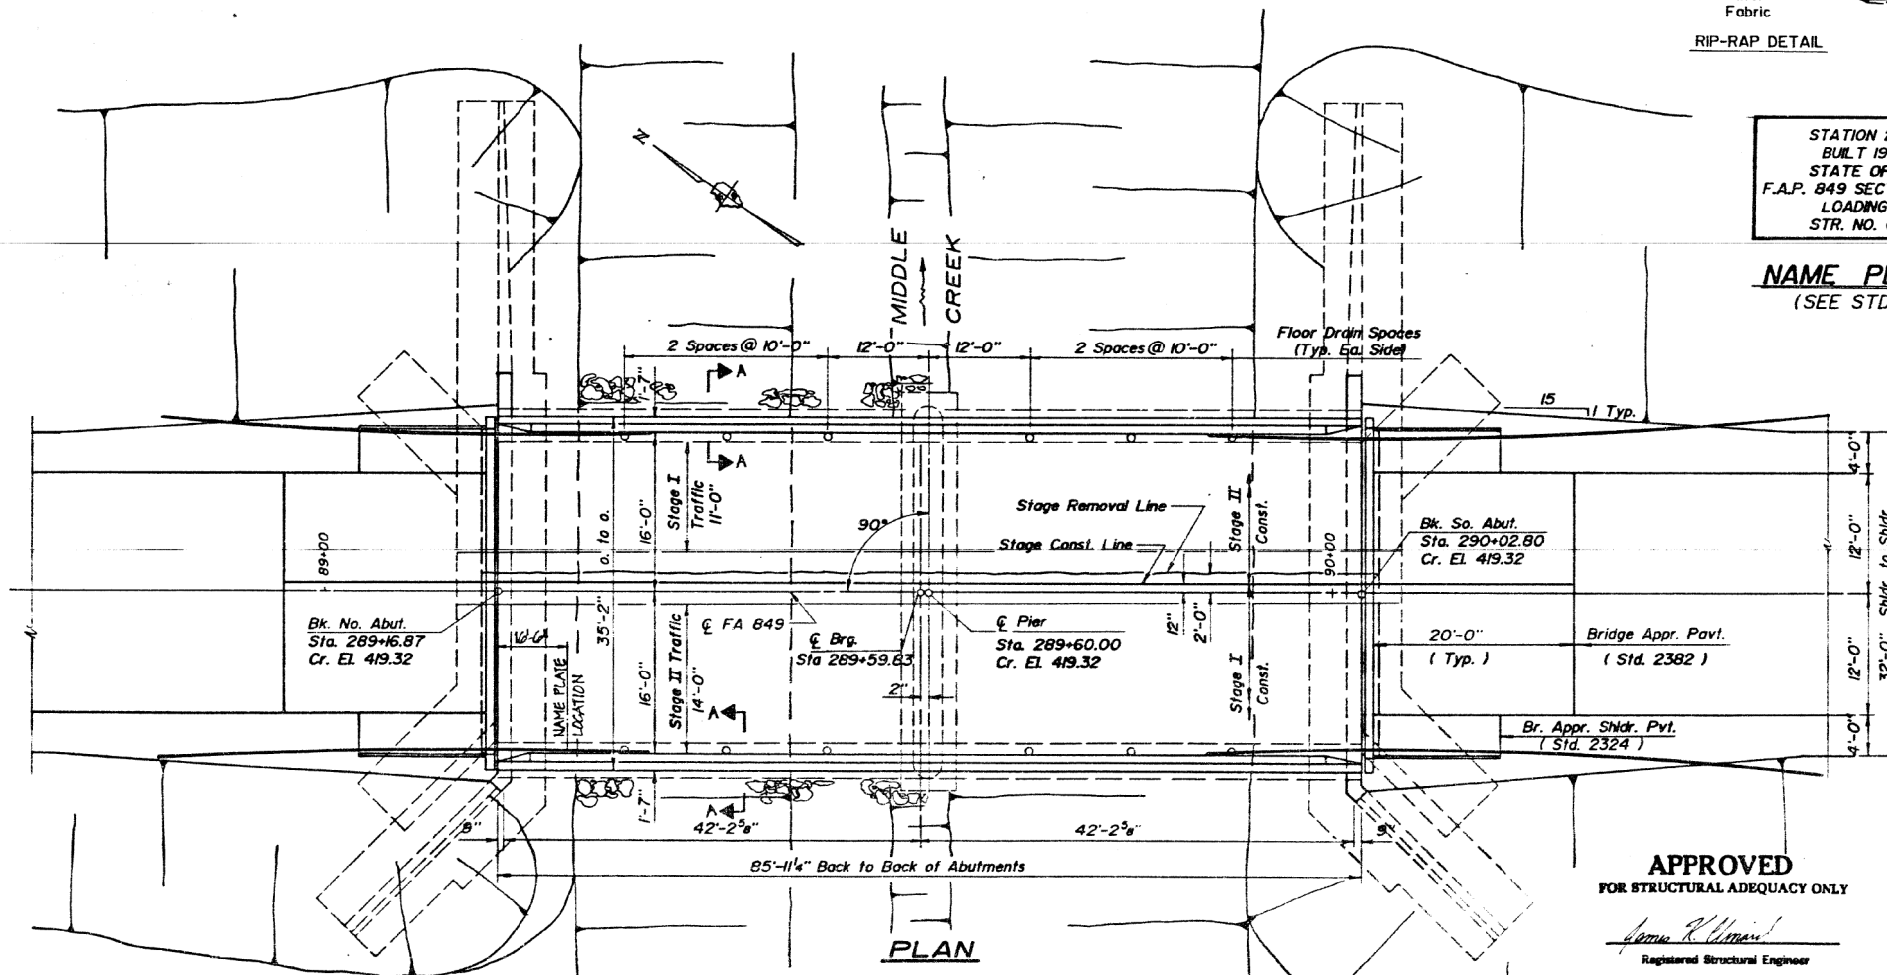 Fabric
RIP-RAP DETAIL
STATION
BUILT 19
STATE OF
F.A.P. 849 SEC
LOADING
STR. NO.
NAME
(SEE STD
N
MIDDLE
CREEK
Floor Drain Spaces
(Typ. Ea. Side)
2 Spaces @ 10'-0"
12'-0"
12'-0"
2 Spaces @ 10'-0"
A
1'-7"
15
1 Typ.
A
4'-0"
Stage I
Traffic
11'-0"
16'-0"
35'-2" o. to o.
90°
Stage Removal Line
Stage Const. Line
Stage II
Const.
89+00
90+00
Bk. So. Abut.
Sta. 290+02.80
Cr. El. 419.32
12'-0"
32'-0" Shldr. to Shldr.
Bk. No. Abut.
Sta. 289+16.87
Cr. El. 419.32
℄ FA 849
℄ Brg.
Sta 289+59.83
℄ Pier
Sta. 289+60.00
Cr. El. 419.32
12"
2'-0"
20'-0"
( Typ. )
Bridge Appr. Pavt.
( Std. 2382 )
12'-0"
NAME PLATE
LOCATION
16'-0"
Stage II Traffic
14'-0"
A
2"
Stage I
Const.
Br. Appr. Shldr. Pvt.
( Std. 2324 )
4'-0"
1'-7"
A
42'-2⅝"
42'-2⅝"
85'-11¼" Back to Back of Abutments
APPROVED
FOR STRUCTURAL ADEQUACY ONLY
Registered Structural Engineer
PLAN